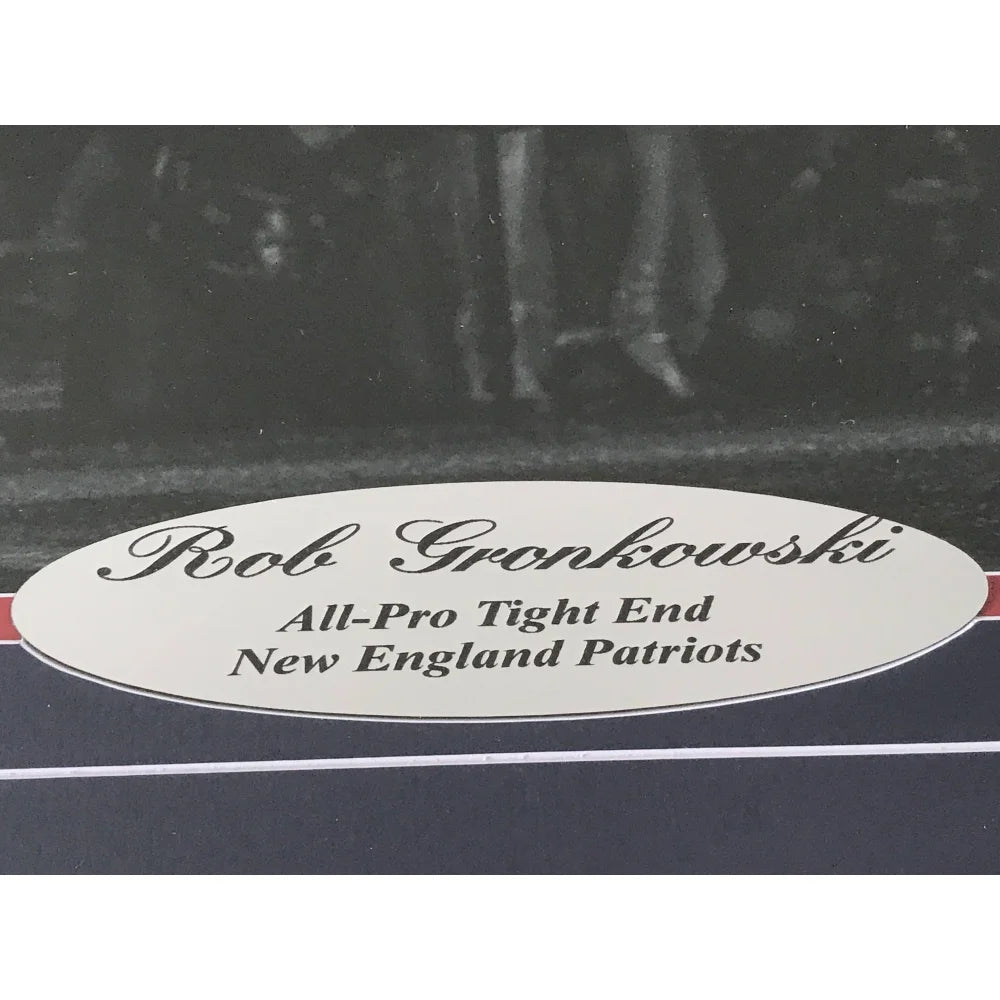 Rob Gronkowski
All-Pro Tight End
New England Patriots